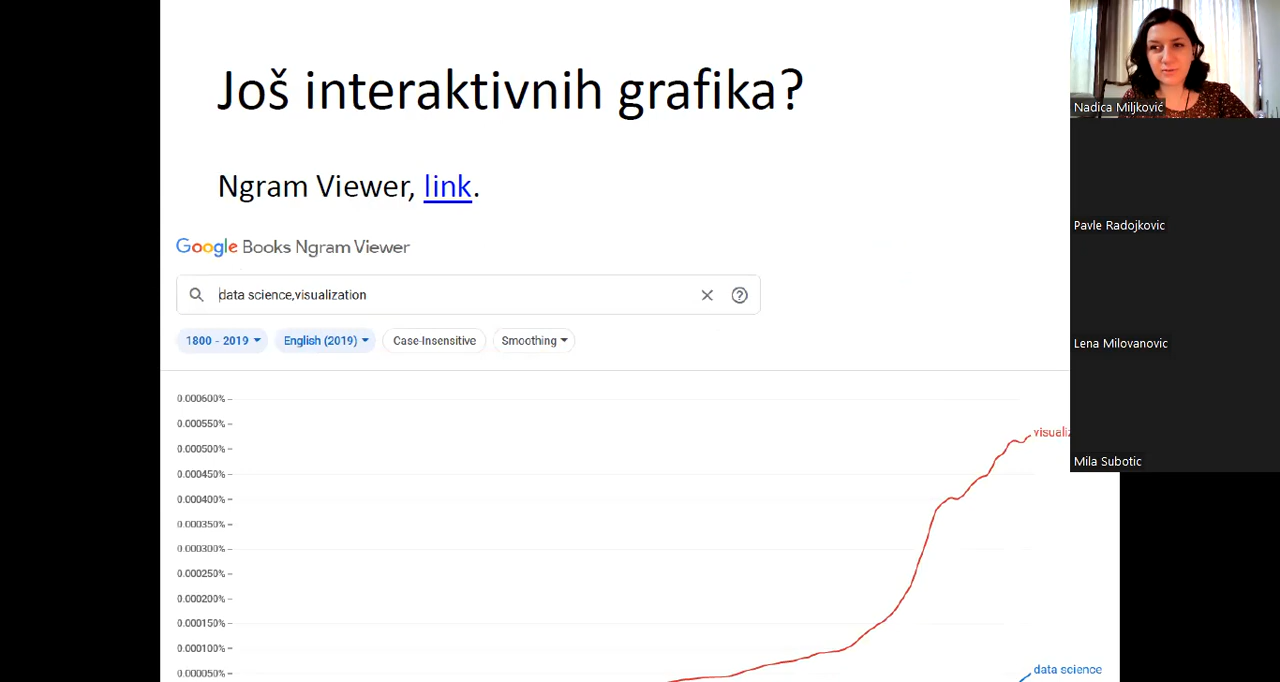 Još interaktivnih grafika?
Ngram Viewer, link.
Google Books Ngram Viewer
data science,visualization
1800 - 2019
English (2019)
Case-Insensitive
Smoothing
0.000600%
0.000550%
0.000500%
0.000450%
0.000400%
0.000350%
0.000300%
0.000250%
0.000200%
0.000150%
0.000100%
0.000050%
visualiz
data science
Nadica Miljković
Pavle Radojkovic
Lena Milovanovic
Mila Subotic